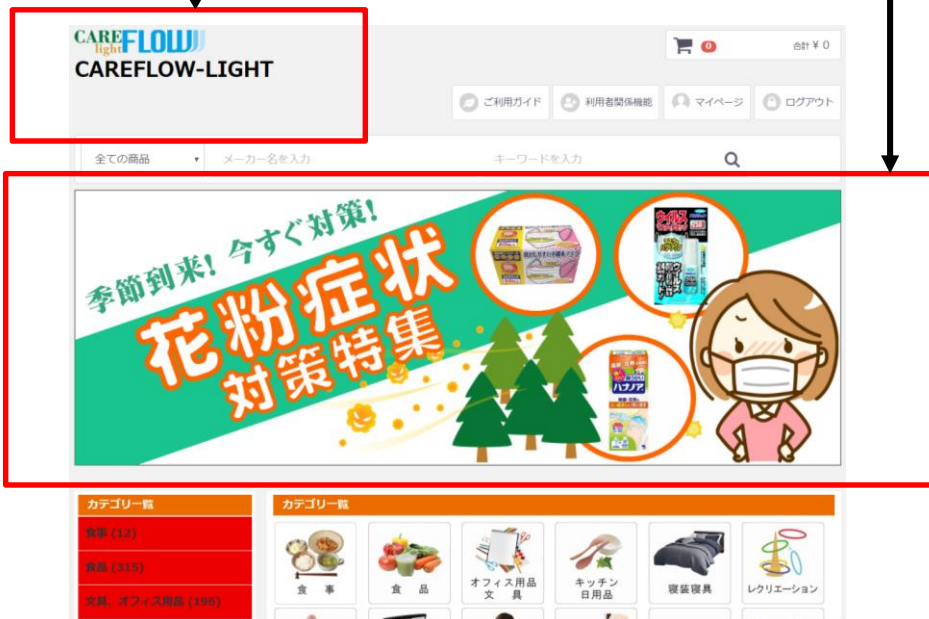 CARE light FLOW
CAREFLOW-LIGHT
0
合計 ¥ 0
ご利用ガイド
利用者関係機能
マイページ
ログアウト
全ての商品
メーカー名を入力
キーワードを入力
季節到来! 今すぐ対策!
花粉症状
対策特集
ハナノア
カテゴリ一覧
食事 (12)
食品 (315)
文具、オフィス用品 (196)
カテゴリ一覧
食 事
食 品
オフィス用品
文 具
キッチン
日用品
寝装寝具
レクリエーション